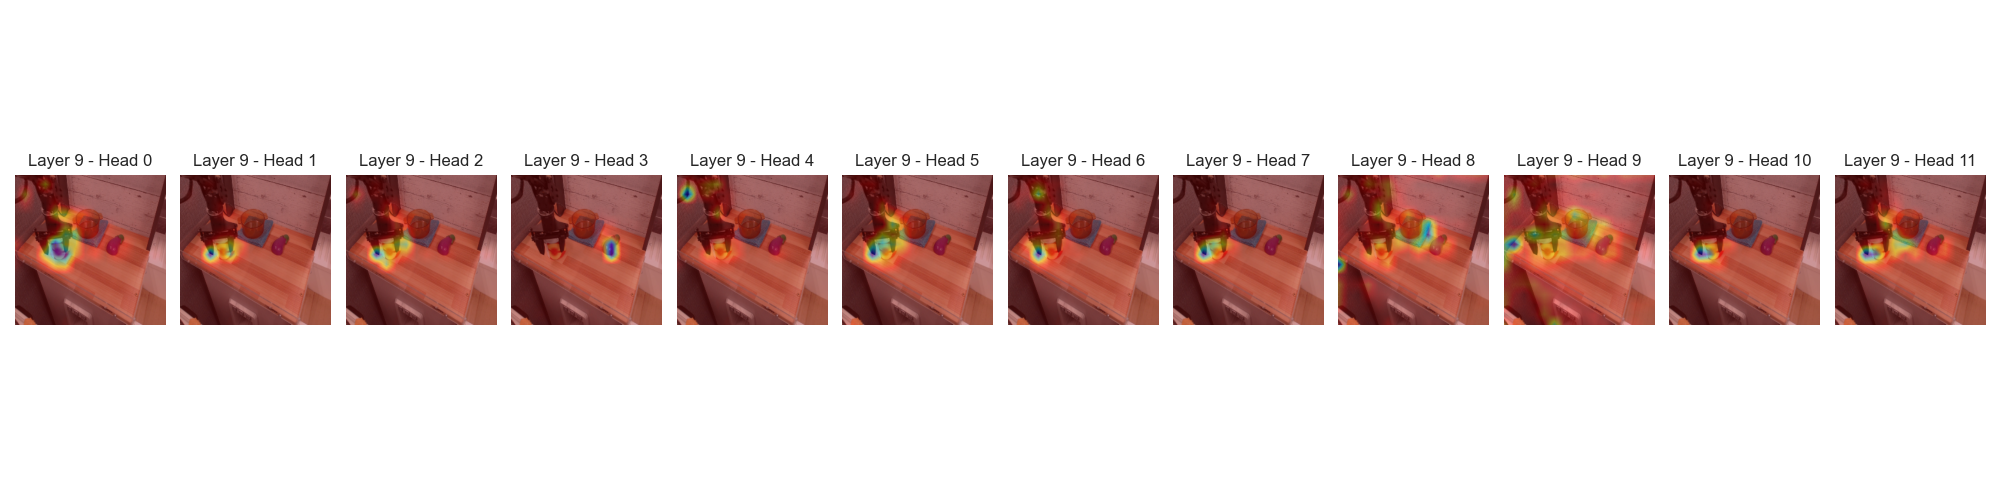 Layer 9 - Head 0
Layer 9 - Head 1
Layer 9 - Head 2
Layer 9 - Head 3
Layer 9 - Head 4
Layer 9 - Head 5
Layer 9 - Head 6
Layer 9 - Head 7
Layer 9 - Head 8
Layer 9 - Head 9
Layer 9 - Head 10
Layer 9 - Head 11